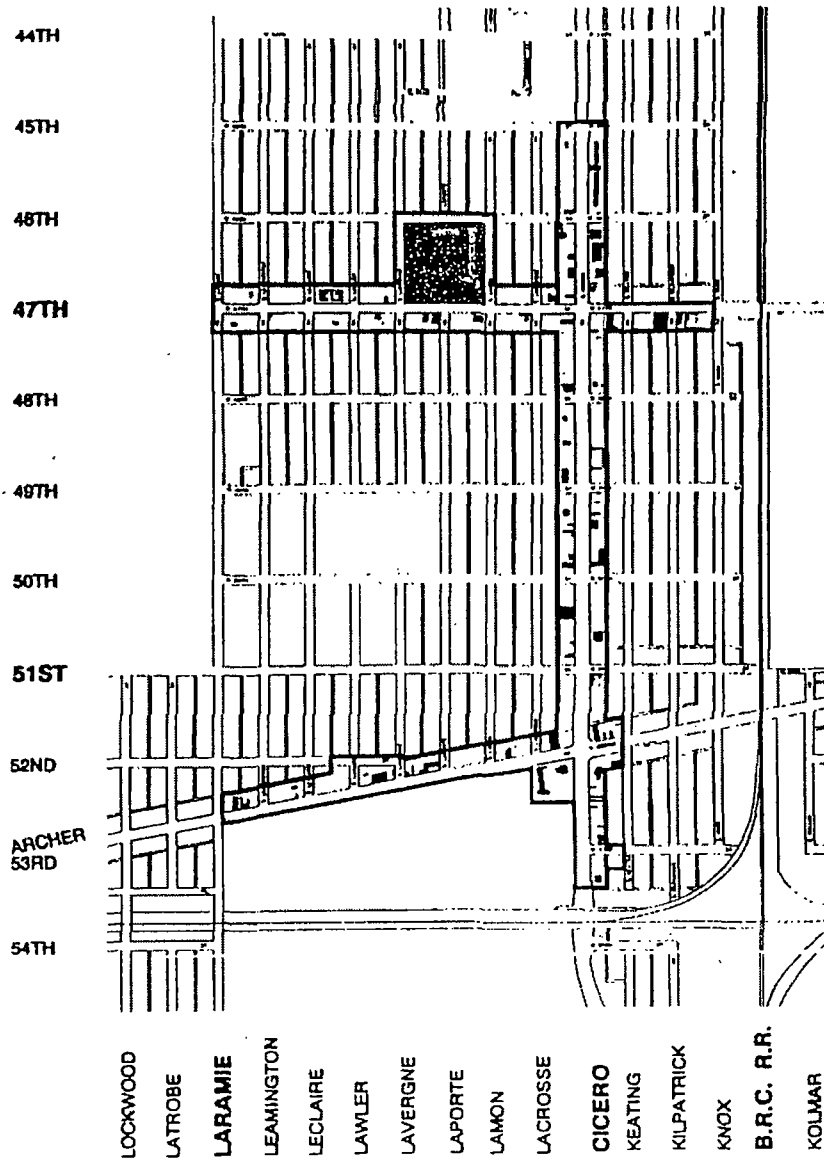 44TH
45TH
46TH
47TH
48TH
49TH
50TH
51ST
52ND
ARCHER
53RD
54TH
LOCKWOOD
LATROBE
LARAMIE
LEAMINGTON
LECLAIRE
LAWLER
LAVERGNE
LAPORTE
LAMON
LACROSSE
CICERO
KEATING
KILPATRICK
KNOX
B.R.C. R.R.
KOLMAR